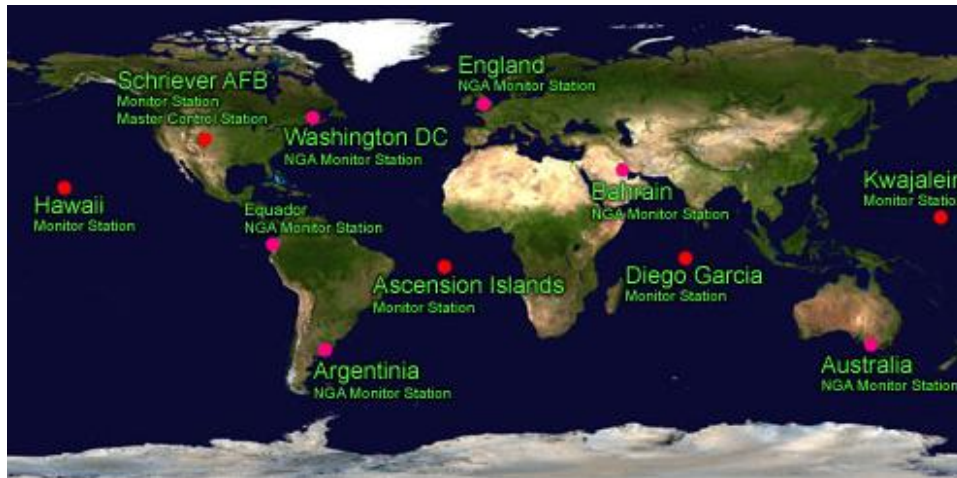 England
NGA Monitor Station
Schriever AFB
Monitor Station
Master Control Station
Washington DC
NGA Monitor Station
Hawaii
Monitor Station
Equador
NGA Monitor Station
Bahrain
NGA Monitor Station
Kwajalein
Monitor Statio
Ascension Islands
Monitor Station
Diego Garcia
Monitor Station
Argentinia
NGA Monitor Station
Australia
NGA Monitor Station